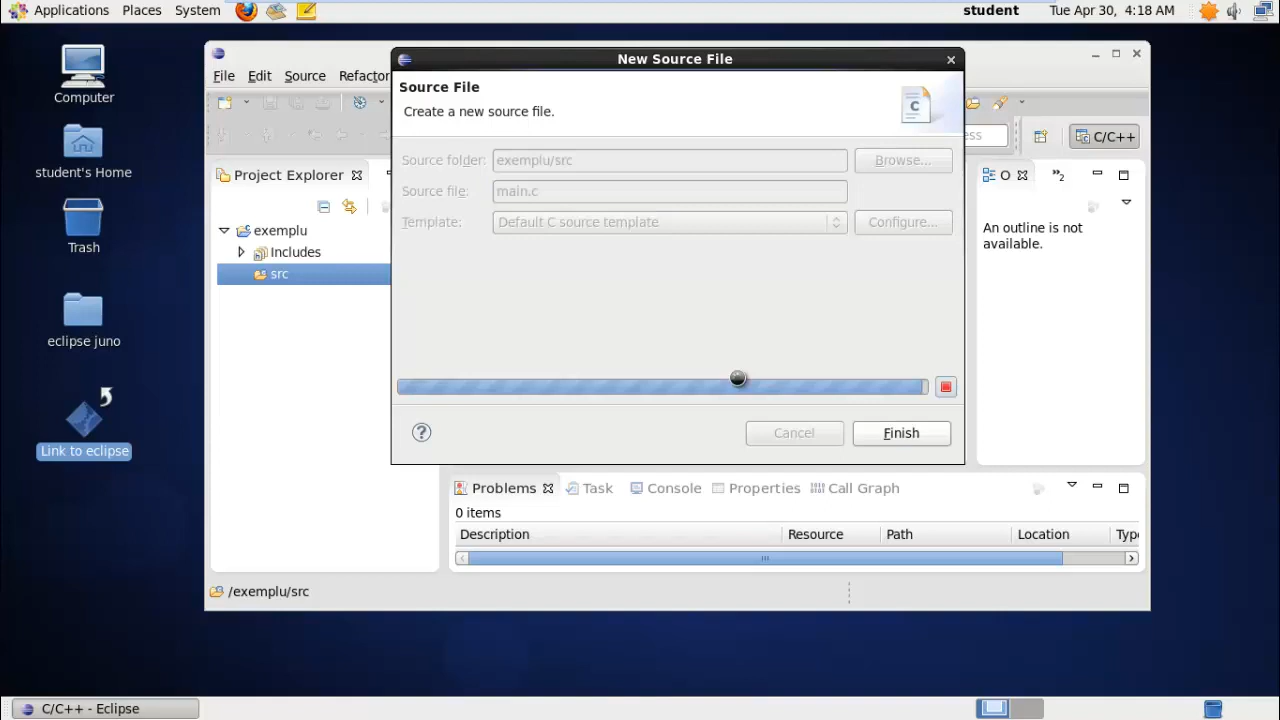 Applications Places System
student Tue Apr 30, 4:18 AM
Computer
student's Home
Trash
eclipse juno
Link to eclipse
File Edit Source Refactor
New Source File
Source File
Create a new source file.
C
Source folder: exemplu/src Browse...
Source file: main.c
Template: Default C source template Configure...
Cancel Finish
ess
C/C++
Project Explorer
exemplu
Includes
src
O »2
An outline is not
available.
Problems Task Console Properties Call Graph
0 items
Description Resource Path Location Type
/exemplu/src
C/C++ - Eclipse